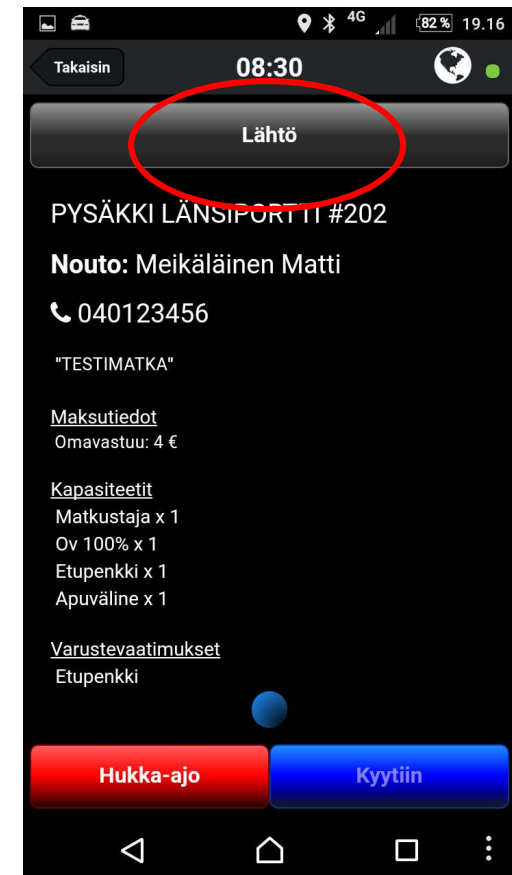 4G 82 % 19.16
Takaisin 08:30
Lähtö
PYSÄKKI LÄNSIPORTTI #202
Nouto: Meikäläinen Matti
040123456
"TESTIMATKA"
Maksutiedot
Omavastuu: 4 €
Kapasiteetit
Matkustaja x 1
Ov 100% x 1
Etupenkki x 1
Apuväline x 1
Varustevaatimukset
Etupenkki
Hukka-ajo Kyytiin